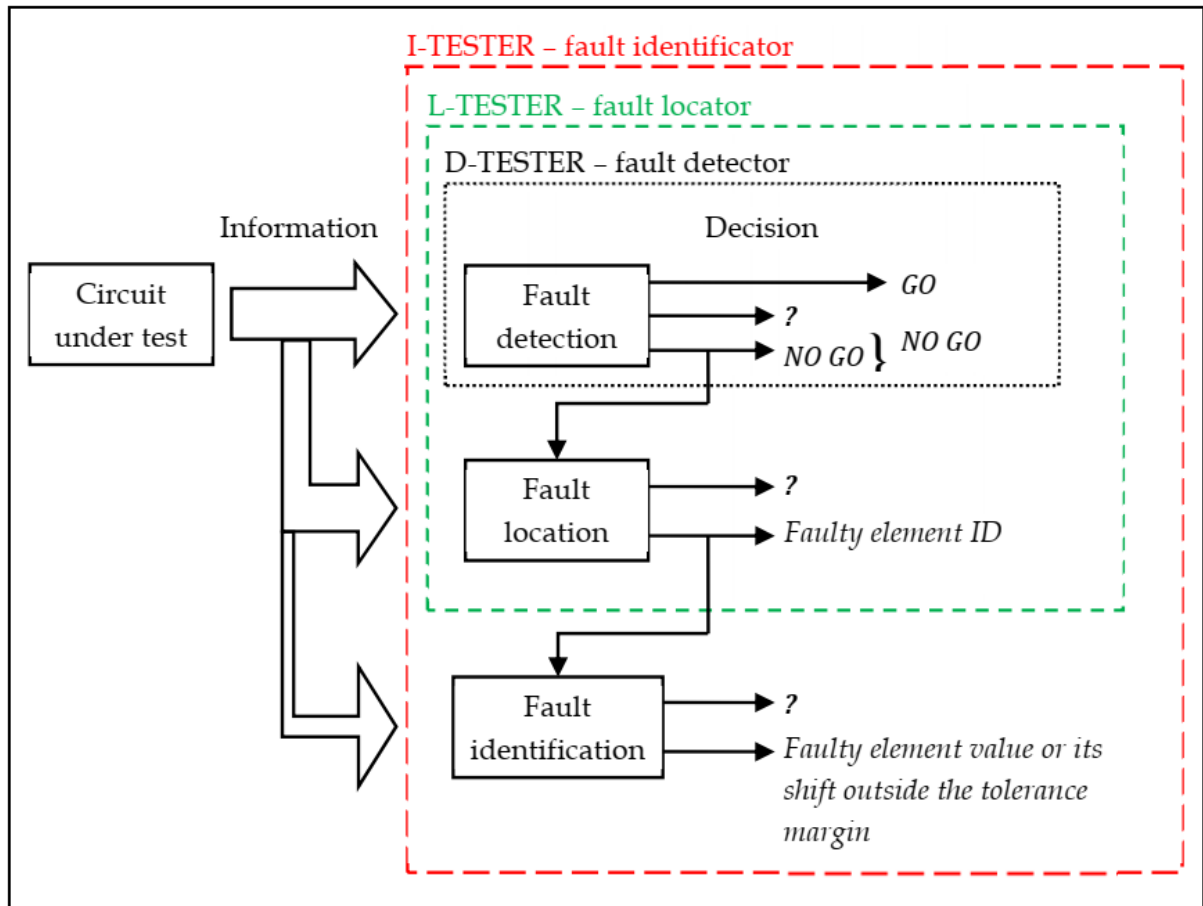 I-TESTER – fault identificator
L-TESTER – fault locator
D-TESTER – fault detector
Information
Decision
Circuit
under test
Fault
detection
GO
?
NO GO } NO GO
Fault
location
?
Faulty element ID
Fault
identification
?
Faulty element value or its
shift outside the tolerance
margin